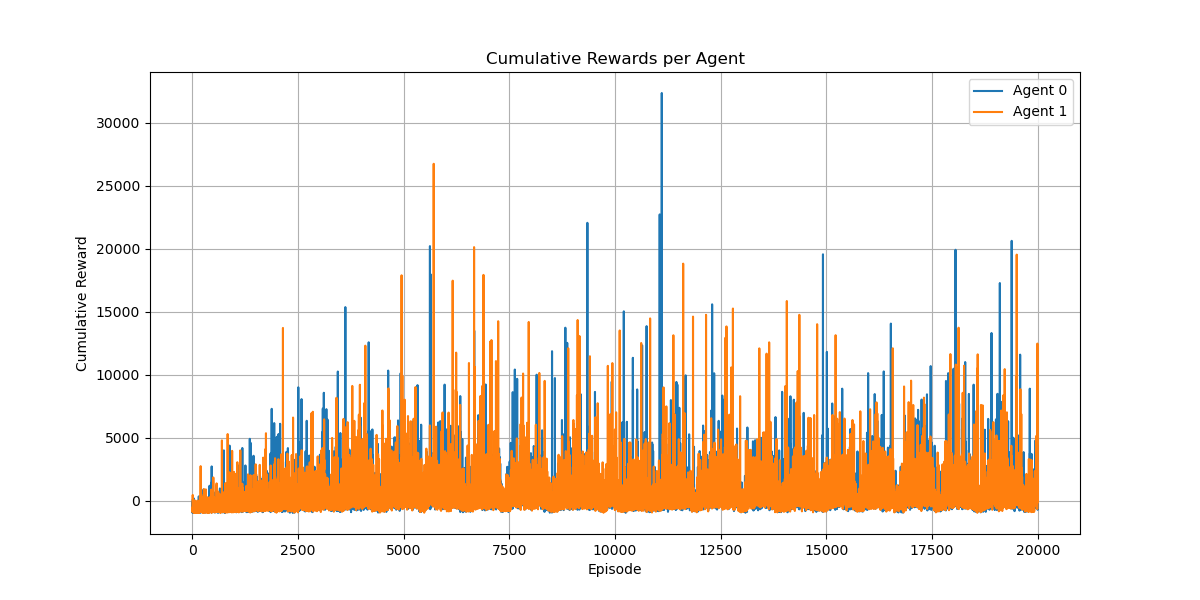 Cumulative Rewards per Agent
Agent 0
Agent 1
30000
25000
20000
15000
10000
5000
0
Cumulative Reward
0 2500 5000 7500 10000 12500 15000 17500 20000
Episode